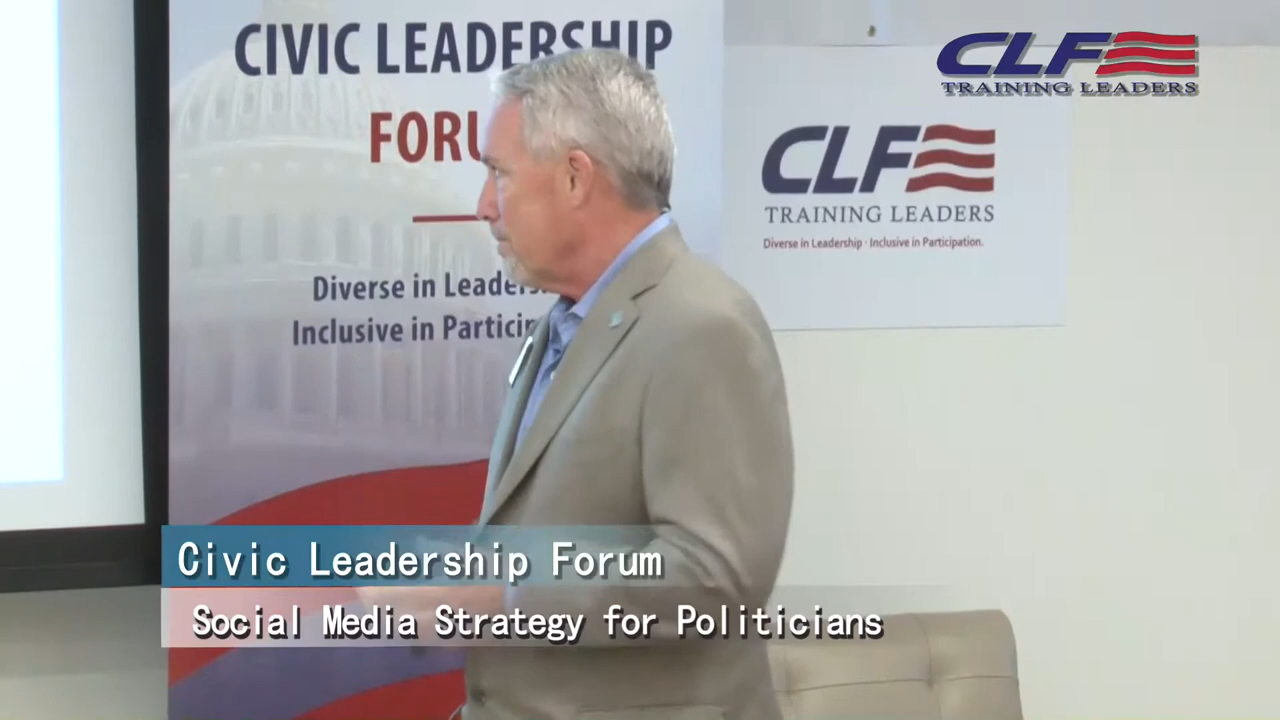 CIVIC LEADERSHIP
FORU
Diverse in Leaders
Inclusive in Particip
CLF
TRAINING LEADERS
CLF
TRAINING LEADERS
Diverse in Leadership · Inclusive in Participation.
Civic Leadership Forum
Social Media Strategy for Politicians